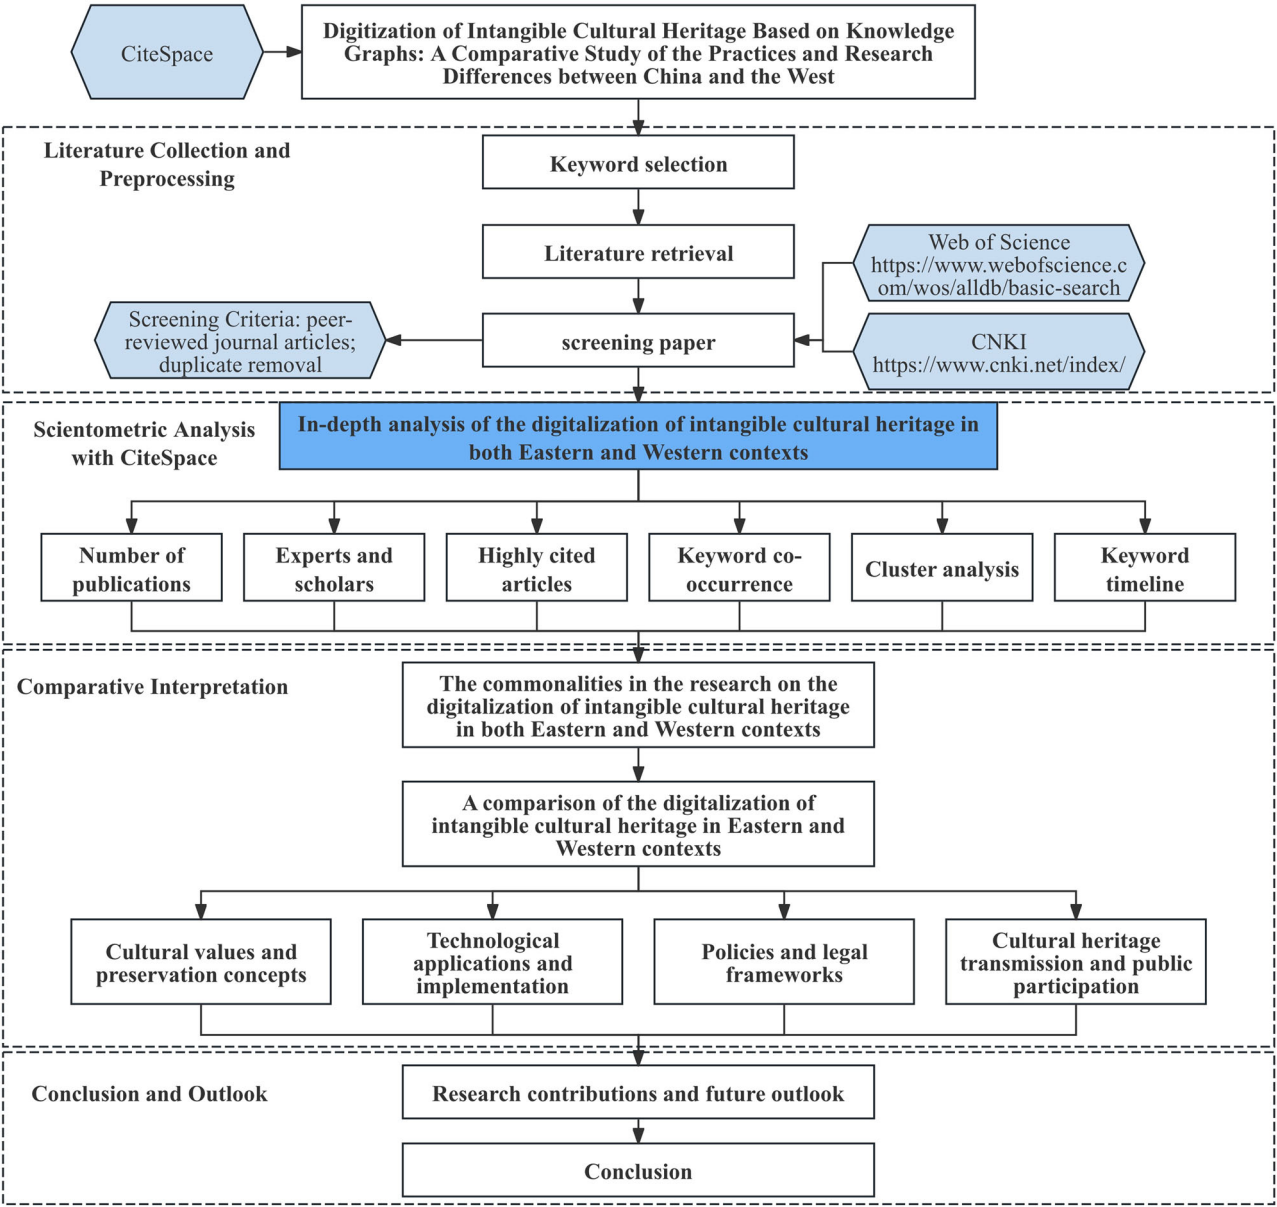 CiteSpace
Digitization of Intangible Cultural Heritage Based on Knowledge
Graphs: A Comparative Study of the Practices and Research
Differences between China and the West
Literature Collection and
Preprocessing
Keyword selection
Literature retrieval
Web of Science
https://www.webofscience.c
om/wos/alldb/basic-search
Screening Criteria: peer-
reviewed journal articles;
duplicate removal
screening paper
CNKI
https://www.cnki.net/index/
Scientometric Analysis
with CiteSpace
In-depth analysis of the digitalization of intangible cultural heritage in
both Eastern and Western contexts
Number of
publications
Experts and
scholars
Highly cited
articles
Keyword co-
occurrence
Cluster analysis
Keyword
timeline
Comparative Interpretation
The commonalities in the research on the
digitalization of intangible cultural heritage
in both Eastern and Western contexts
A comparison of the digitalization of
intangible cultural heritage in Eastern and
Western contexts
Cultural values and
preservation concepts
Technological
applications and
implementation
Policies and legal
frameworks
Cultural heritage
transmission and public
participation
Conclusion and Outlook
Research contributions and future outlook
Conclusion